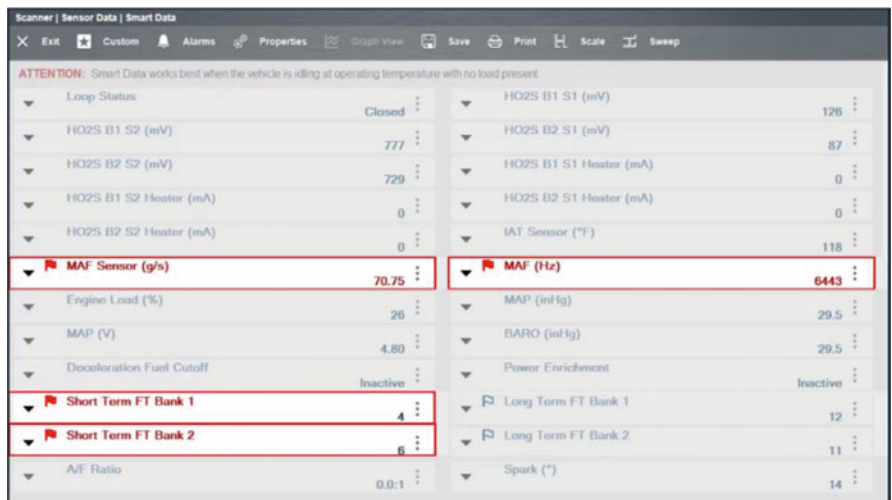 Scanner | Sensor Data | Smart Data
X Exit Custom Alarms Properties Graph View Save Print Scale Sweep
ATTENTION: Smart Data works best when the vehicle is idling at operating temperature with no load present
Loop Status Closed
HO2S B1 S1 (mV) 126
HO2S B1 S2 (mV) 777
HO2S B2 S1 (mV) 87
HO2S B2 S2 (mV) 729
HO2S B1 S1 Heater (mA) 0
HO2S B1 S2 Heater (mA) 0
HO2S B2 S1 Heater (mA) 0
HO2S B2 S2 Heater (mA) 0
IAT Sensor (°F) 118
MAF Sensor (g/s) 70.75
MAF (Hz) 6443
Engine Load (%) 26
MAP (inHg) 29.5
MAP (V) 4.80
BARO (inHg) 29.5
Deceleration Fuel Cutoff Inactive
Power Enrichment Inactive
Short Term FT Bank 1 4
Long Term FT Bank 1 12
Short Term FT Bank 2 6
Long Term FT Bank 2 11
A/F Ratio 0.0:1
Spark (°) 14